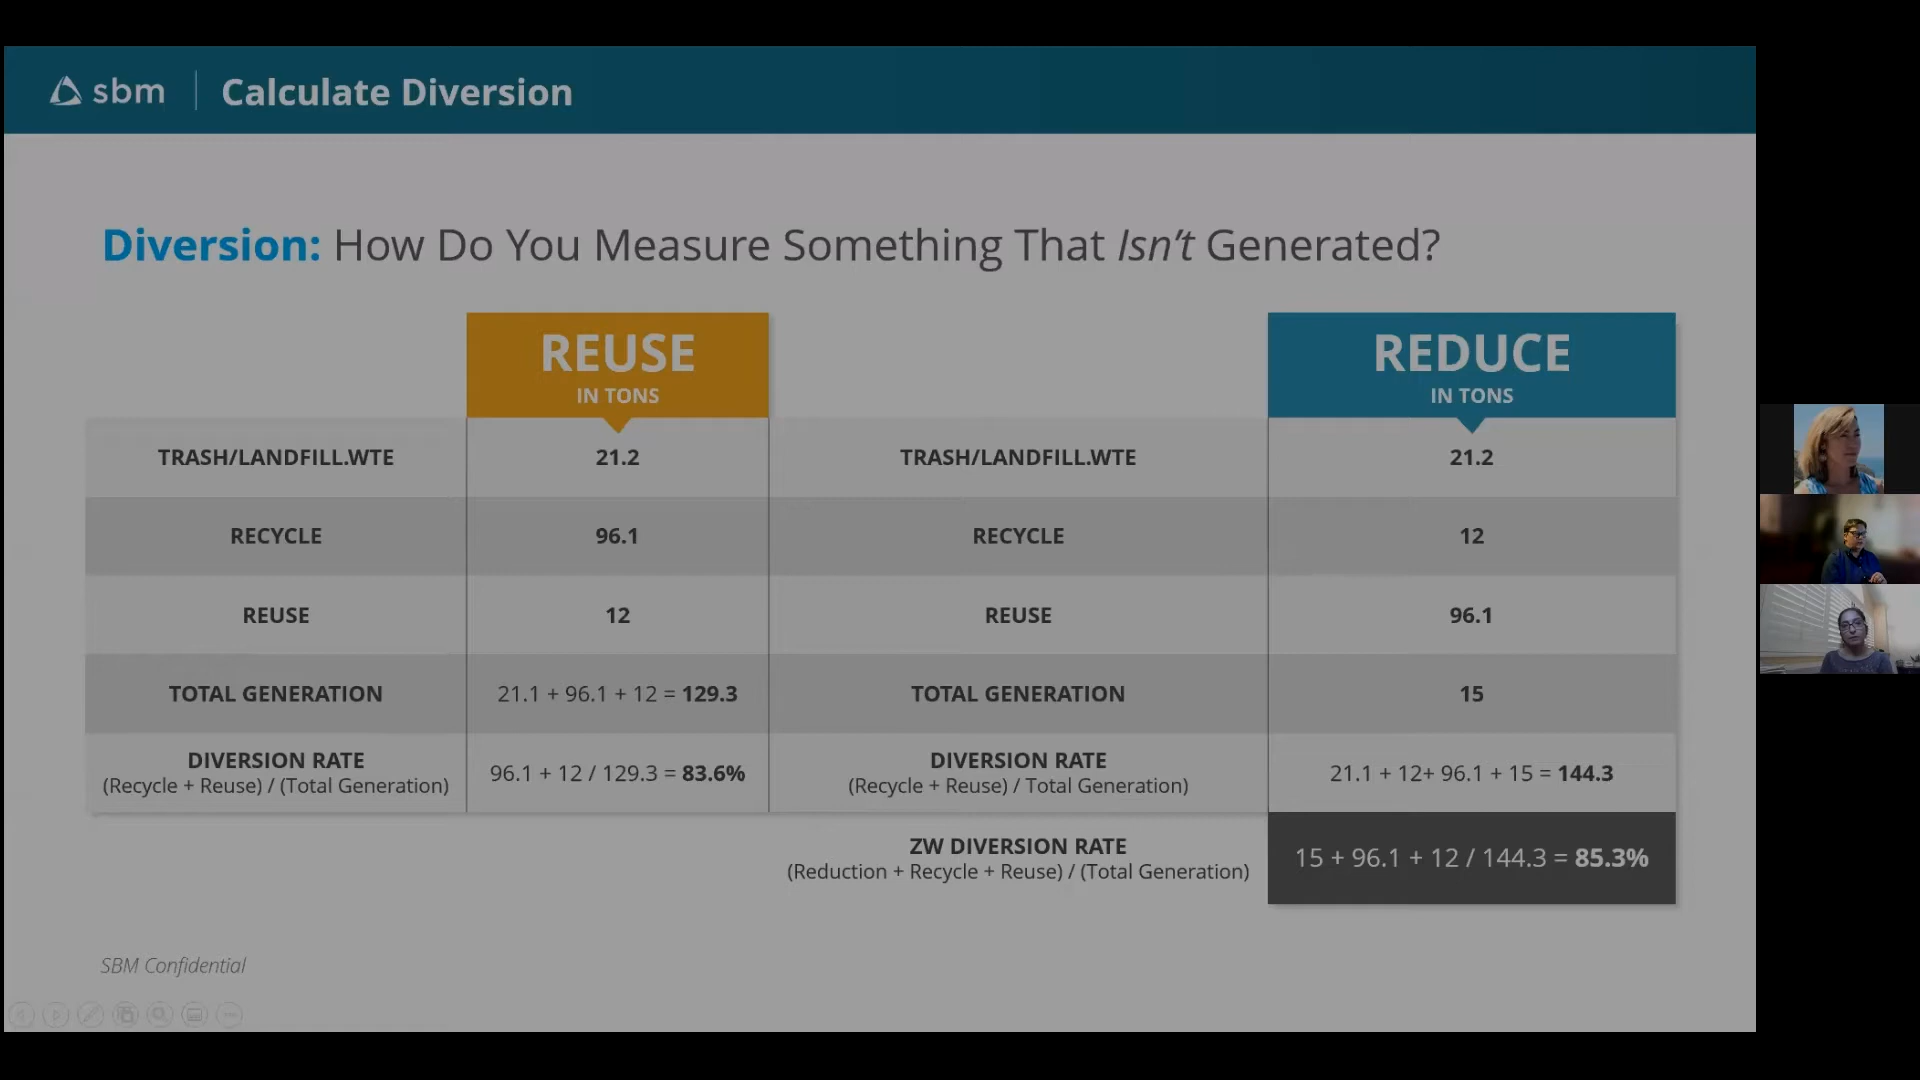 sbm
Calculate Diversion
Diversion: How Do You Measure Something That Isn't Generated?
REUSE
IN TONS
REDUCE
IN TONS
TRASH/LANDFILL.WTE
21.2
TRASH/LANDFILL.WTE
21.2
RECYCLE
96.1
RECYCLE
12
REUSE
12
REUSE
96.1
TOTAL GENERATION
21.1 + 96.1 + 12 = 129.3
TOTAL GENERATION
15
DIVERSION RATE
(Recycle + Reuse) / (Total Generation)
96.1 + 12 / 129.3 = 83.6%
DIVERSION RATE
(Recycle + Reuse) / Total Generation)
21.1 + 12+ 96.1 + 15 = 144.3
ZW DIVERSION RATE
(Reduction + Recycle + Reuse) / (Total Generation)
15 + 96.1 + 12 / 144.3 = 85.3%
SBM Confidential